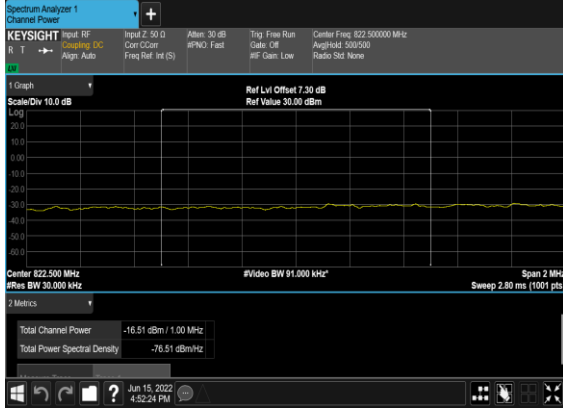 Spectrum Analyzer 1
Channel Power
+
KEYSIGHT Input: RF Input Z: 50 Ω Atten: 30 dB Trig: Free Run Center Freq: 822.500000 MHz
R T Coupling: DC Corr CCorr #PNO: Fast Gate: Off Avg|Hold: 500/500
Align: Auto Freq Ref: Int (S) #IF Gain: Low Radio Std: None
1 Graph
Ref Lvl Offset 7.30 dB
Scale/Div 10.0 dB Ref Value 30.00 dBm
Log
20.0
10.0
0.00
-10.0
-20.0
-30.0
-40.0
-50.0
-60.0
Center 822.500 MHz #Video BW 91.000 kHz* Span 2 MHz
#Res BW 30.000 kHz Sweep 2.80 ms (1001 pts
2 Metrics
Total Channel Power -16.51 dBm / 1.00 MHz
Total Power Spectral Density -76.51 dBm/Hz
?
Jun 15, 2022
4:52:24 PM